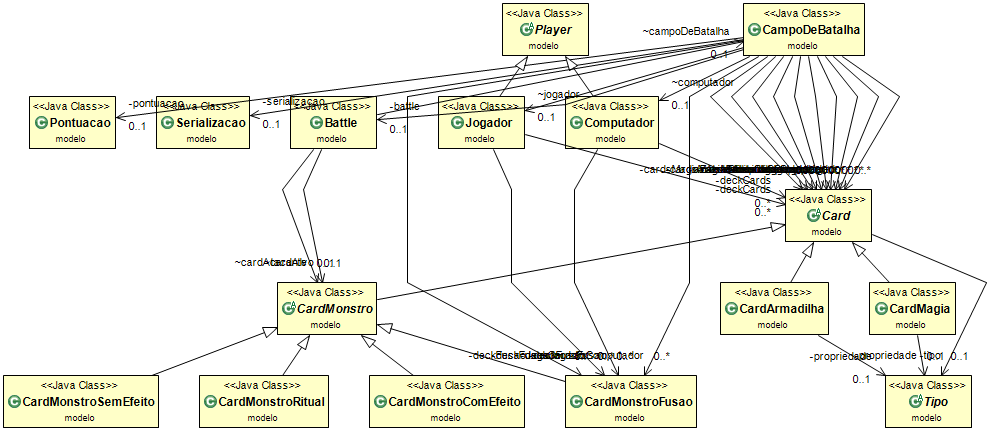 <<Java Class>>
Player
modelo
<<Java Class>>
CampoDeBatalha
modelo
~campoDeBatalha
0..1
~computador
0..1
~jogador
0..1
-battle
0..1
-serializacao
0..1
-pontuacao
0..1
<<Java Class>>
Pontuacao
modelo
<<Java Class>>
Serializacao
modelo
<<Java Class>>
Battle
modelo
<<Java Class>>
Jogador
modelo
<<Java Class>>
Computador
modelo
-deckCards
-deckCards
0..*
0..*
<<Java Class>>
Card
modelo
<<Java Class>>
CardMonstro
modelo
<<Java Class>>
CardArmadilha
modelo
<<Java Class>>
CardMagia
modelo
-propriedade
0..1
-propriedade
-tipo
0..1
0..1
0..*
<<Java Class>>
CardMonstroSemEfeito
modelo
<<Java Class>>
CardMonstroRitual
modelo
<<Java Class>>
CardMonstroComEfeito
modelo
<<Java Class>>
CardMonstroFusao
modelo
<<Java Class>>
Tipo
modelo